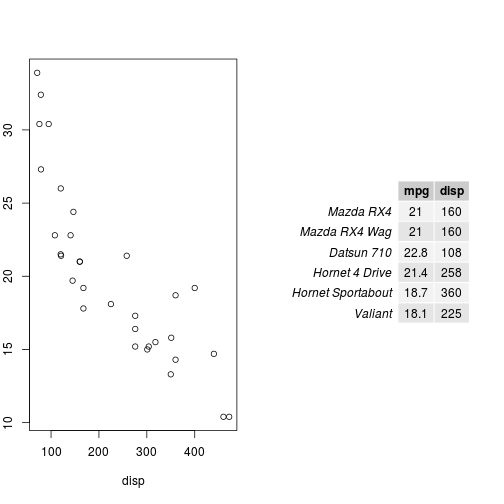 30
25
20
15
10
100 200 300 400
disp
mpg disp
Mazda RX4 21 160
Mazda RX4 Wag 21 160
Datsun 710 22.8 108
Hornet 4 Drive 21.4 258
Hornet Sportabout 18.7 360
Valiant 18.1 225